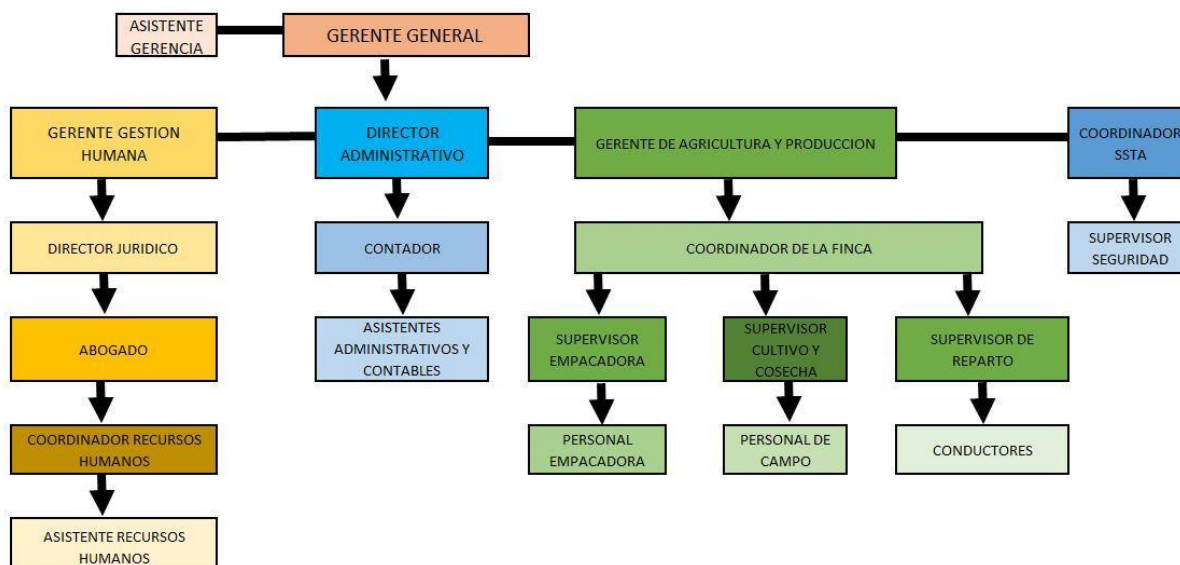 ASISTENTE
GERENCIA
GERENTE GENERAL
GERENTE GESTION
HUMANA
DIRECTOR
ADMINISTRATIVO
GERENTE DE AGRICULTURA Y PRODUCCION
COORDINADOR
SSTA
DIRECTOR JURIDICO
CONTADOR
COORDINADOR DE LA FINCA
SUPERVISOR
SEGURIDAD
ABOGADO
ASISTENTES
ADMINISTRATIVOS Y
CONTABLES
SUPERVISOR
EMPACADORA
SUPERVISOR
CULTIVO Y
COSECHA
SUPERVISOR DE
REPARTO
COORDINADOR RECURSOS
HUMANOS
PERSONAL
EMPACADORA
PERSONAL DE
CAMPO
CONDUCTORES
ASISTENTE RECURSOS
HUMANOS